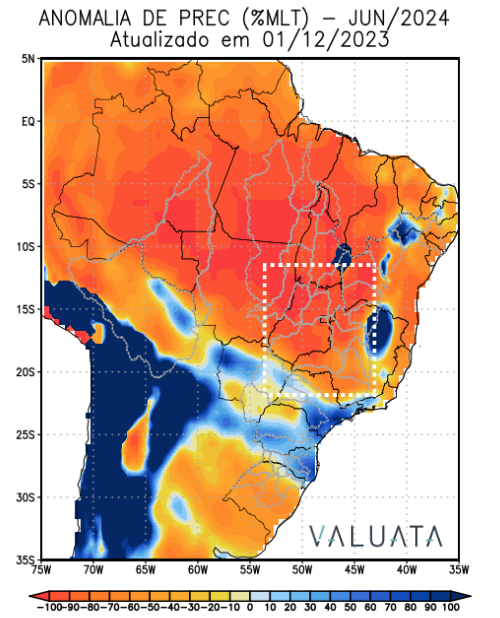 ANOMALIA DE PREC (%MLT) – JUN/2024
Atualizado em 01/12/2023
5N
EQ
5S
10S
15S
20S
25S
30S
35S
VALUATA
75W 70W 65W 60W 55W 50W 45W 40W 35W
-100-90-80-70-60-50-40-30-20-10 0 10 20 30 40 50 60 70 80 90 100